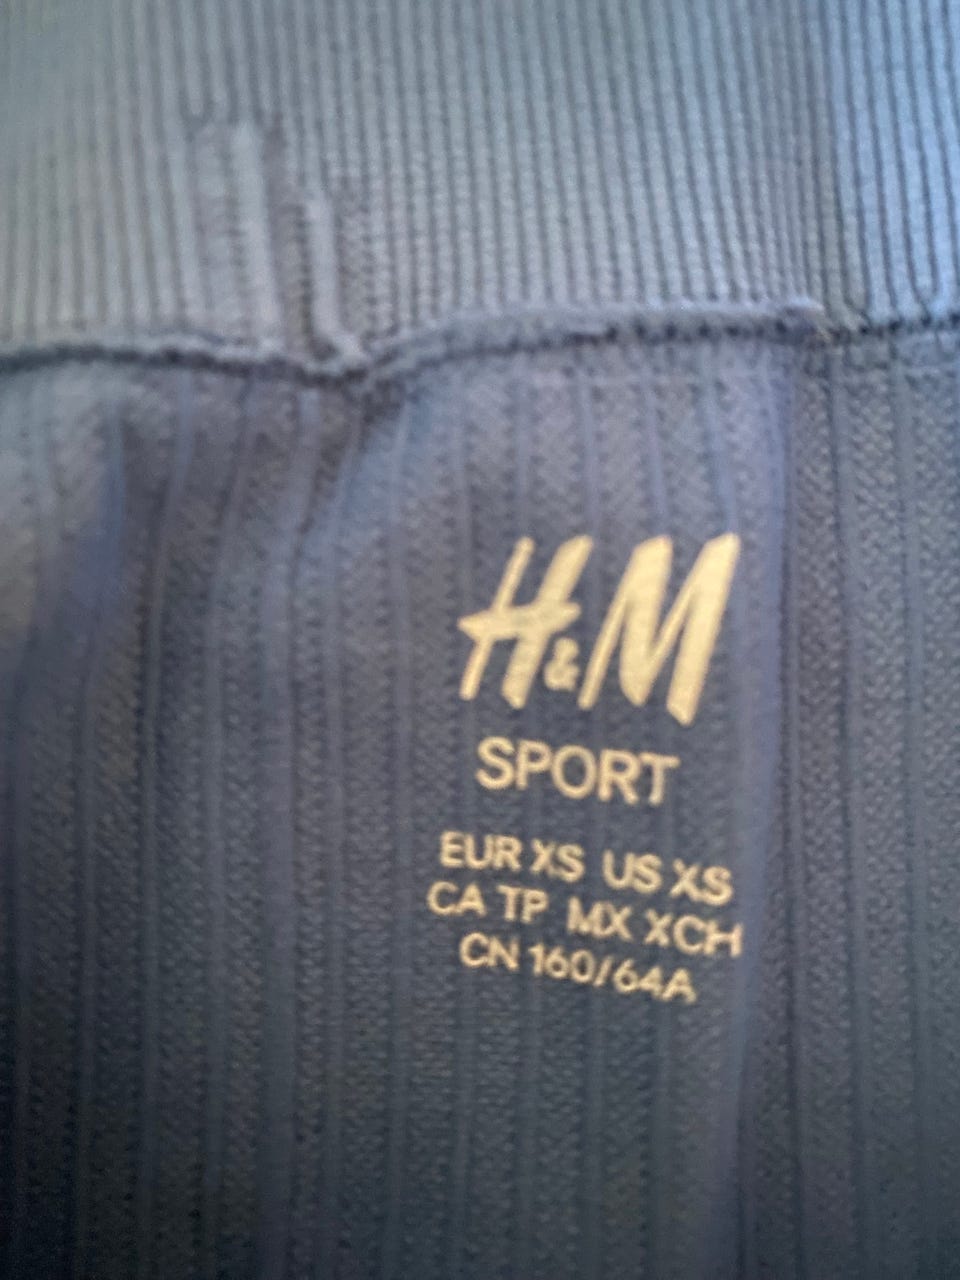 H&M
SPORT
EUR XS US XS
CA TP MX XCH
CN 160/64A